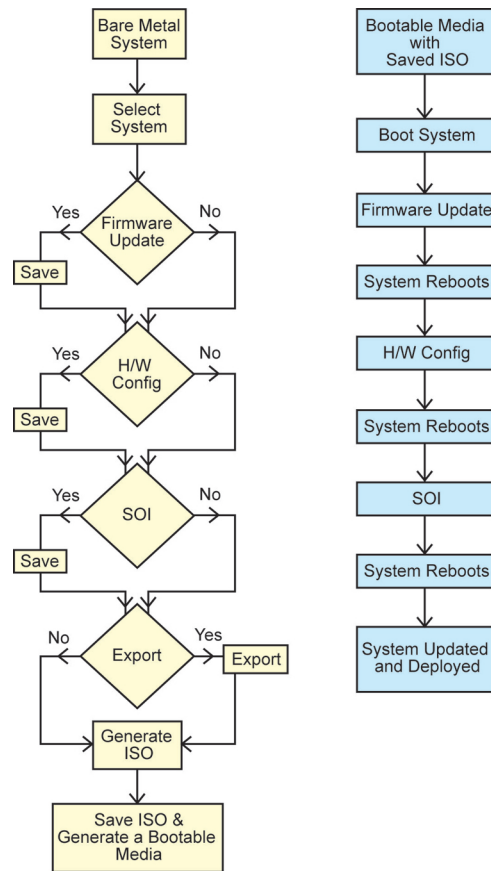 Bare Metal
System
Select
System
Yes
No
Firmware
Update
Save
Yes
No
H/W
Config
Save
Yes
No
SOI
Save
No
Yes
Export
Export
Generate
ISO
Save ISO &
Generate a Bootable
Media
Bootable Media
with
Saved ISO
Boot System
Firmware Update
System Reboots
H/W Config
System Reboots
SOI
System Reboots
System Updated
and Deployed